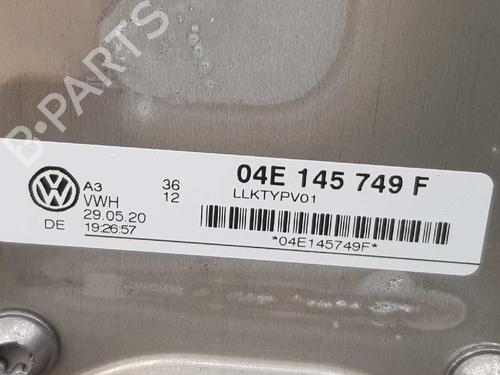 B-PARTS
A3 36 04E 145 749 F
VWH 12 LLKTYPV01
29.05.20
DE 19:26:57 *04E145749F*